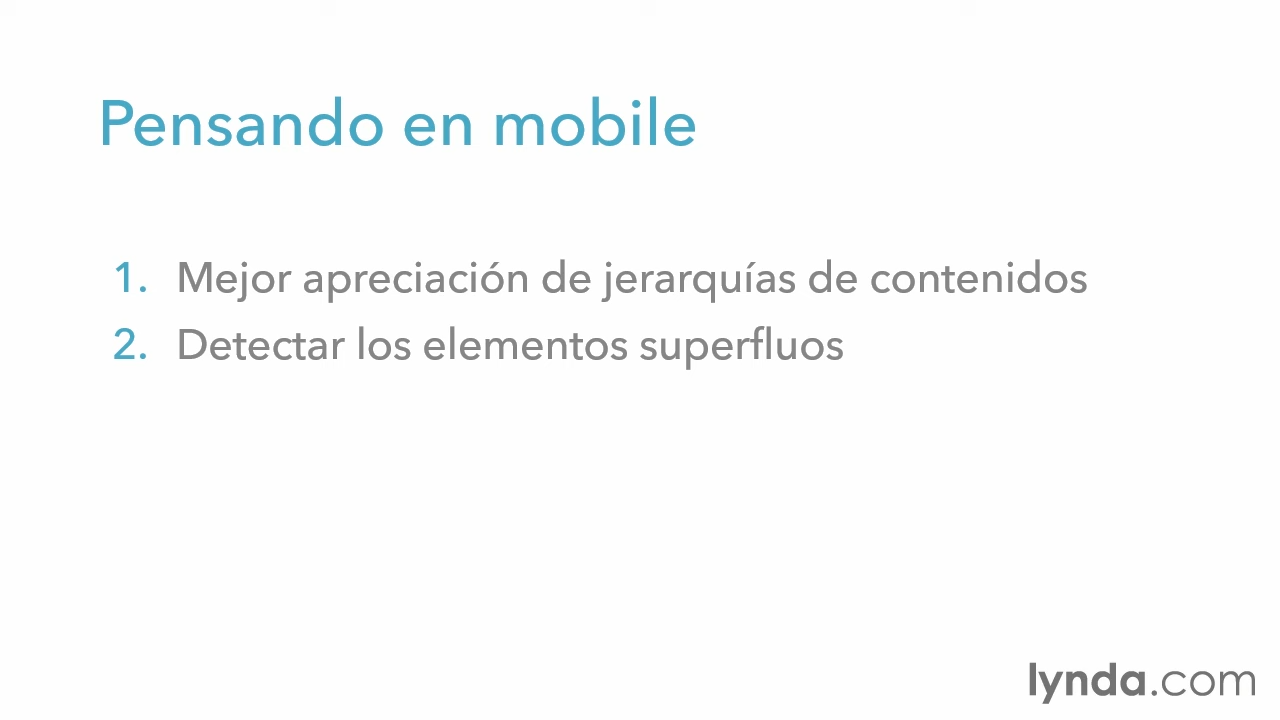 Pensando en mobile
1. Mejor apreciación de jerarquías de contenidos
2. Detectar los elementos superfluos
lynda.com